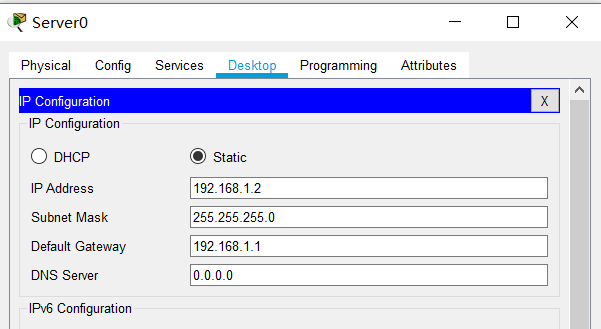 Server0
Physical Config Services Desktop Programming Attributes
IP Configuration X
IP Configuration
DHCP Static
IP Address 192.168.1.2
Subnet Mask 255.255.255.0
Default Gateway 192.168.1.1
DNS Server 0.0.0.0
IPv6 Configuration